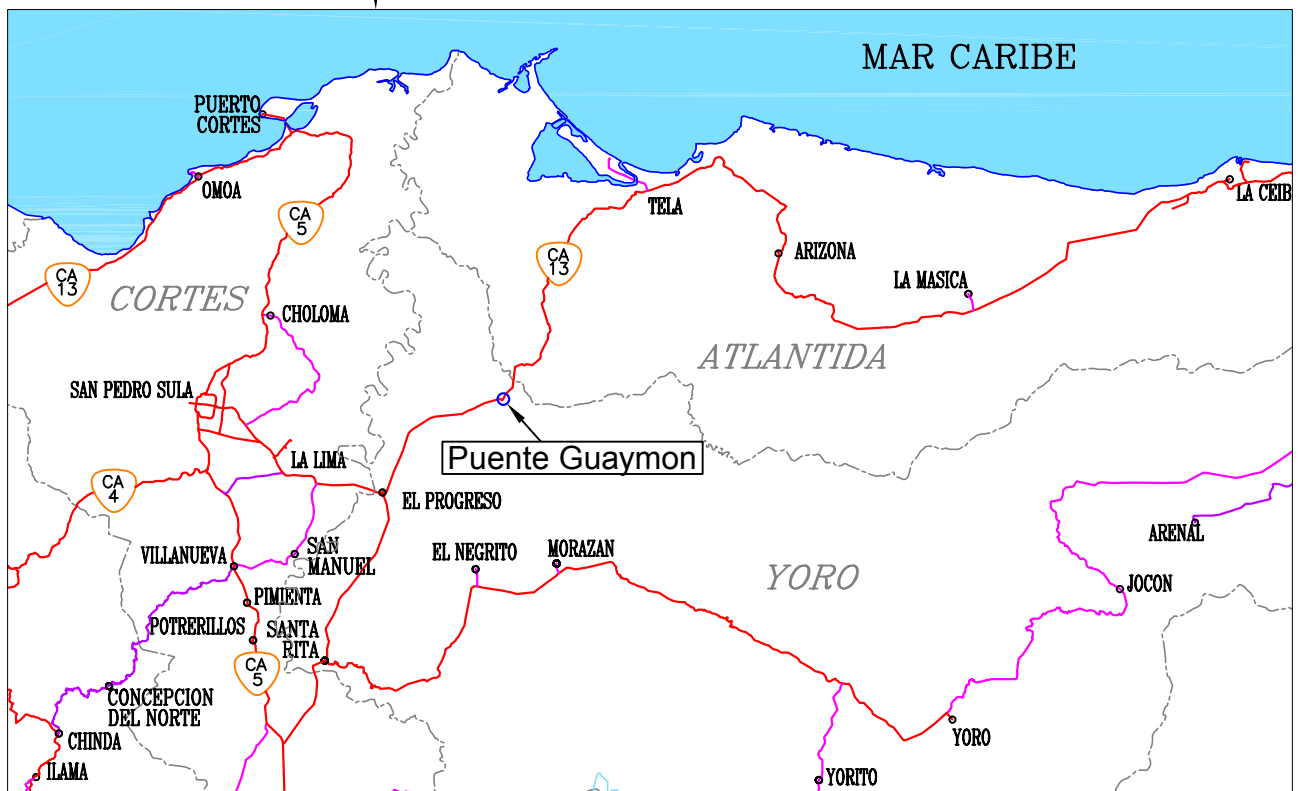 MAR CARIBE
PUERTO
CORTES
OMOA
CA
5
TELA
LA CEIB
CA
13
ARIZONA
CA
13
LA MASICA
CORTES
CHOLOMA
ATLANTIDA
SAN PEDRO SULA
LA LIMA
Puente Guaymon
CA
4
EL PROGRESO
ARENAL
VILLANUEVA
SAN
MANUEL
EL NEGRITO
MORAZAN
YORO
JOCON
PIMIENTA
POTRERILLOS
SANTA
RITA
CA
5
CONCEPCION
DEL NORTE
CHINDA
YORO
ILAMA
YORITO